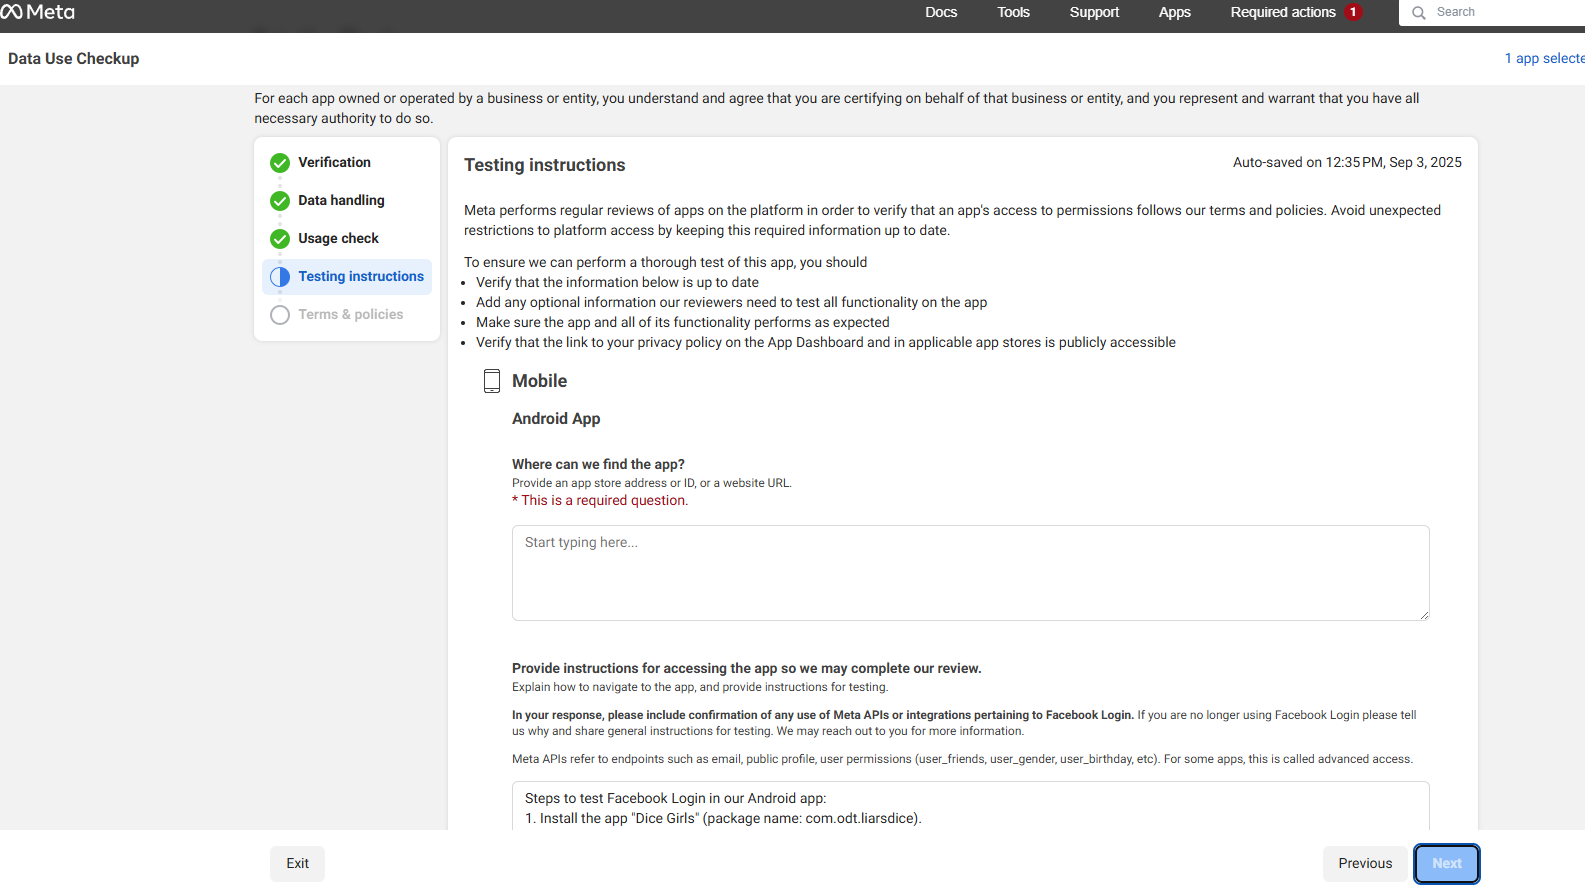 Meta
Docs
Tools
Support
Apps
Required actions 1
Search
Data Use Checkup
1 app selecte
For each app owned or operated by a business or entity, you understand and agree that you are certifying on behalf of that business or entity, and you represent and warrant that you have all
necessary authority to do so.
Verification
Data handling
Usage check
Testing instructions
Terms & policies
Testing instructions
Auto-saved on 12:35 PM, Sep 3, 2025
Meta performs regular reviews of apps on the platform in order to verify that an app's access to permissions follows our terms and policies. Avoid unexpected
restrictions to platform access by keeping this required information up to date.
To ensure we can perform a thorough test of this app, you should
• Verify that the information below is up to date
• Add any optional information our reviewers need to test all functionality on the app
• Make sure the app and all of its functionality performs as expected
• Verify that the link to your privacy policy on the App Dashboard and in applicable app stores is publicly accessible
Mobile
Android App
Where can we find the app?
Provide an app store address or ID, or a website URL.
* This is a required question.
Start typing here...
Provide instructions for accessing the app so we may complete our review.
Explain how to navigate to the app, and provide instructions for testing.
In your response, please include confirmation of any use of Meta APIs or integrations pertaining to Facebook Login. If you are no longer using Facebook Login please tell
us why and share general instructions for testing. We may reach out to you for more information.
Meta APIs refer to endpoints such as email, public profile, user permissions (user_friends, user_gender, user_birthday, etc). For some apps, this is called advanced access.
Steps to test Facebook Login in our Android app:
1. Install the app "Dice Girls" (package name: com.odt.liarsdice).
Exit
Previous
Next